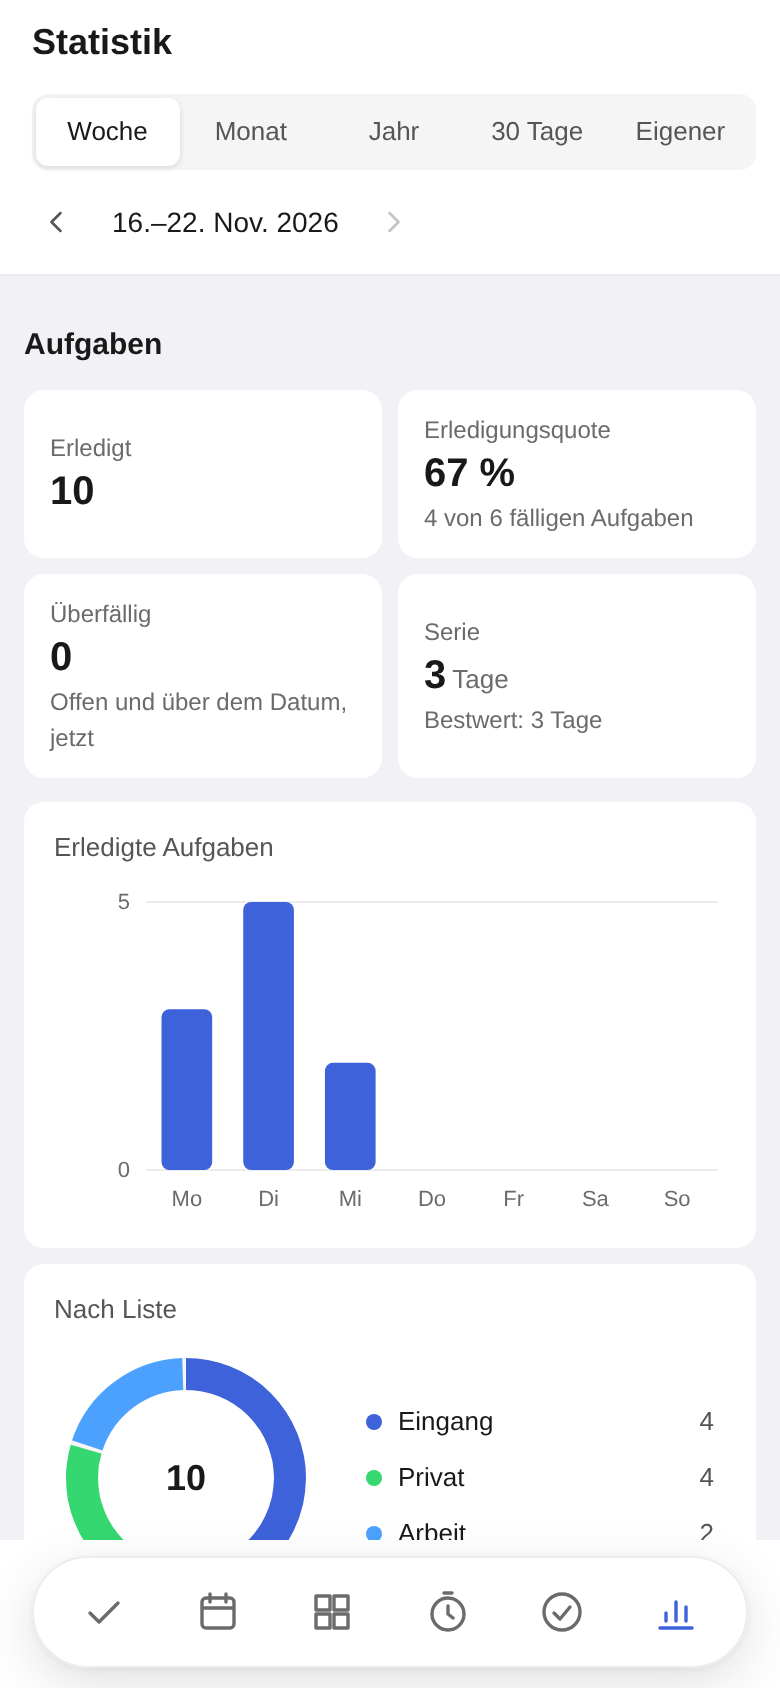 Statistik
Woche Monat Jahr 30 Tage Eigener
16.–22. Nov. 2026
Aufgaben
Erledigt
10
Erledigungsquote
67 %
4 von 6 fälligen Aufgaben
Überfällig
0
Offen und über dem Datum,
jetzt
Serie
3 Tage
Bestwert: 3 Tage
Erledigte Aufgaben
5
0
Mo Di Mi Do Fr Sa So
Nach Liste
10
Eingang 4
Privat 4
Arbeit 2